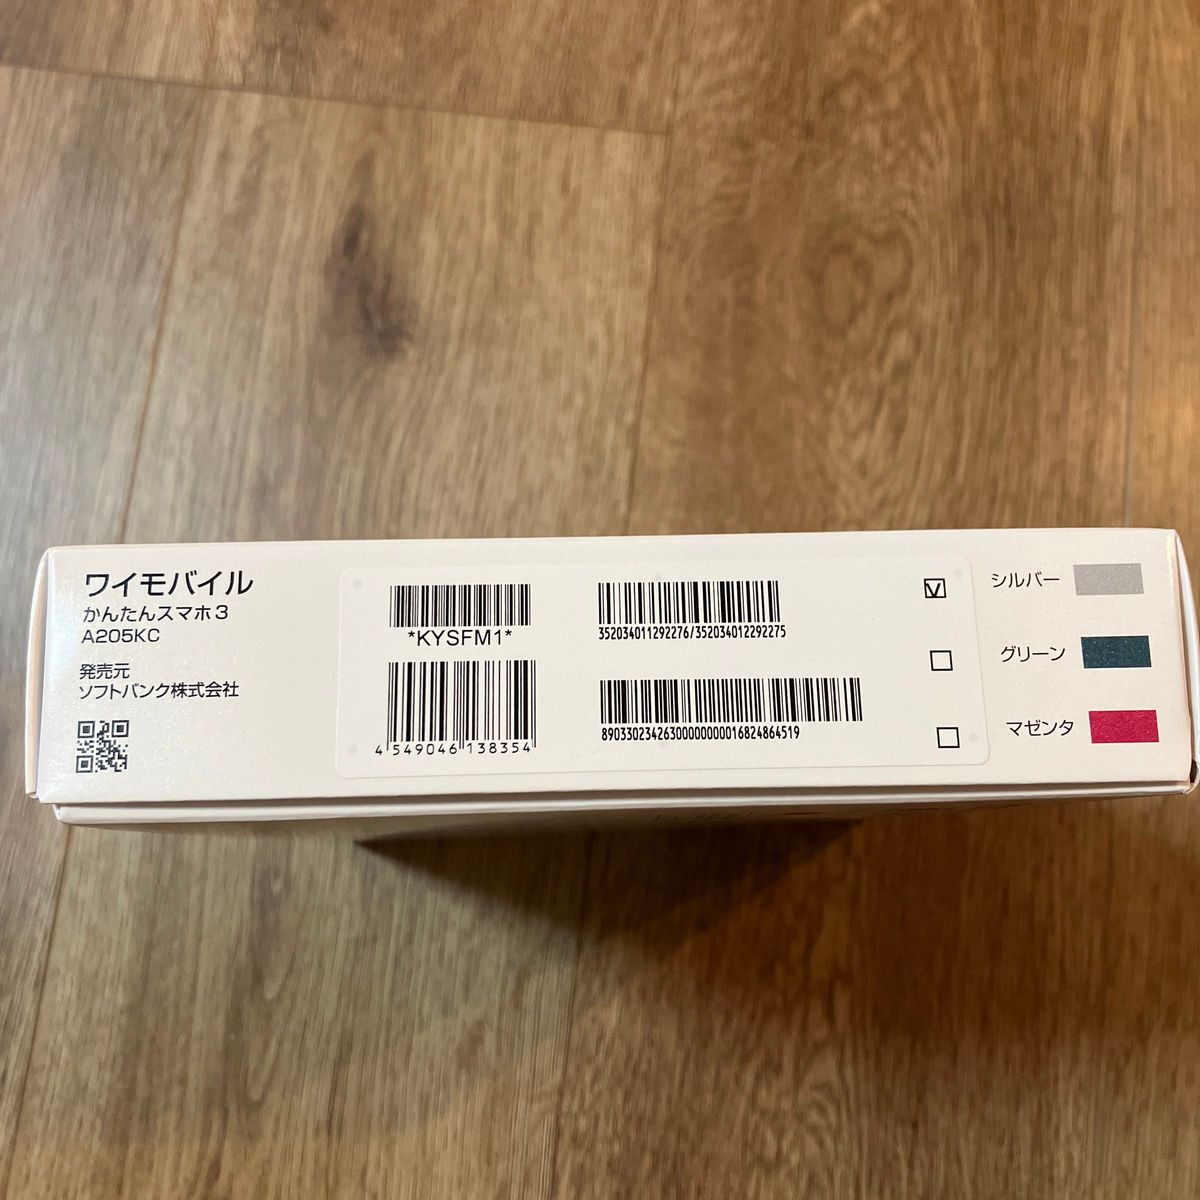 ワイモバイル
かんたんスマホ3
A205KC
発売元
ソフトバンク株式会社
*KYSFM1*
4 549046 138354
352034011292276/352034012292275
8903302342630000000016824864519
シルバー
グリーン
マゼンタ